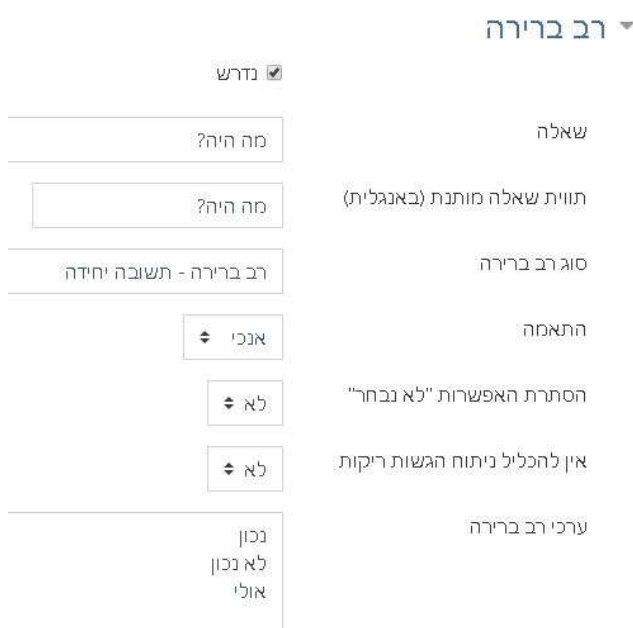 רב ברירה
נדרש
שאלה
מה היה?
תווית שאלה מותנת (באנגלית)
מה היה?
סוג רב ברירה
רב ברירה - תשובה יחידה
התאמה
אנכי
הסתרת האפשרות "לא נבחר"
לא
אין להכליל ניתוח הגשות ריקות
לא
ערכי רב ברירה
נכון
לא נכון
אולי